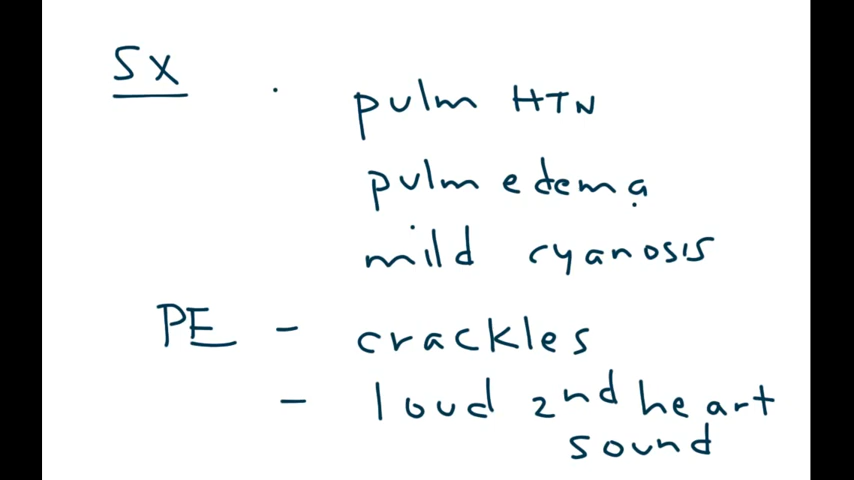 Sx
pulm HTN
pulm edema
mild cyanosis
PE - crackles
- loud 2nd heart
sound